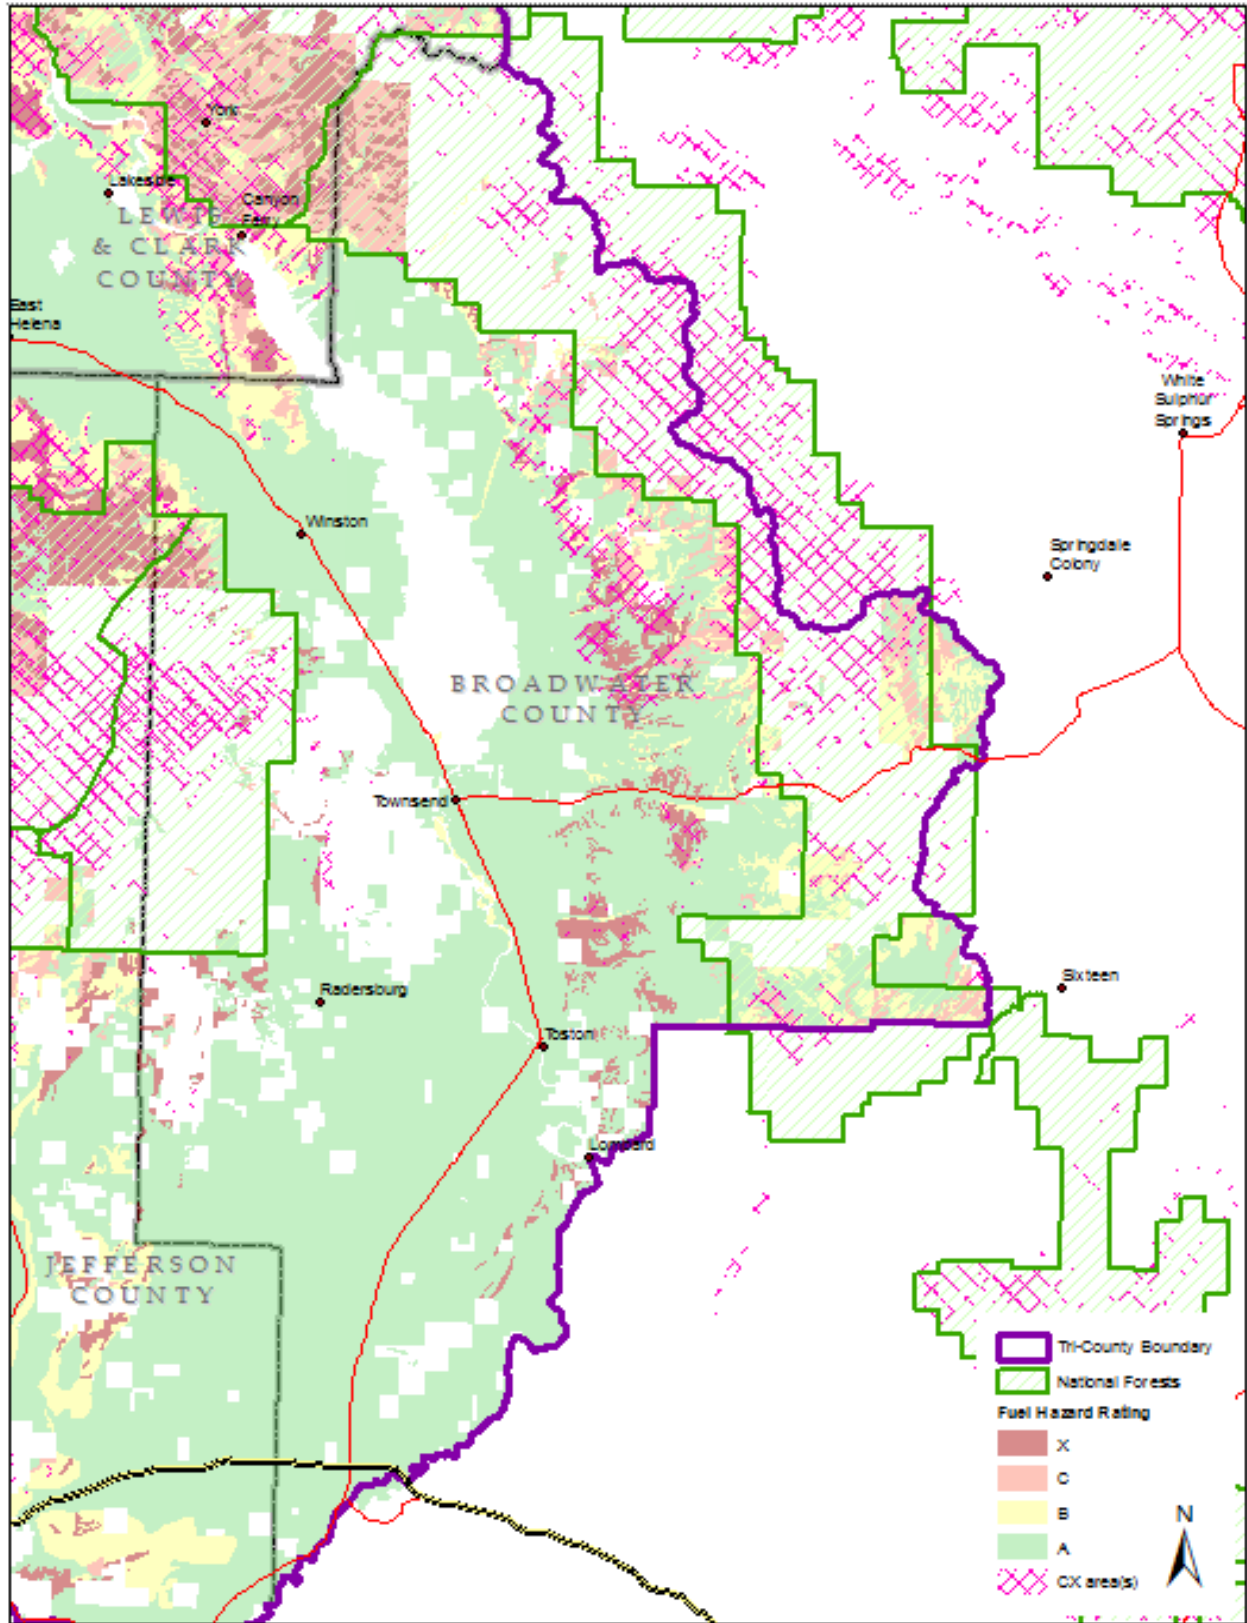 York
Lakeside
Canyon
Ferry
LEWIS
& CLARK
COUNTY
East
Helena
White
Sulphur
Springs
Winston
Springdale
Colony
BROADWATER
COUNTY
Townsend
Radersburg
Sixteen
Toston
Lombard
JEFFERSON
COUNTY
Tri-County Boundary
National Forests
Fuel Hazard Rating
X
C
B
A
CX area(s)
N